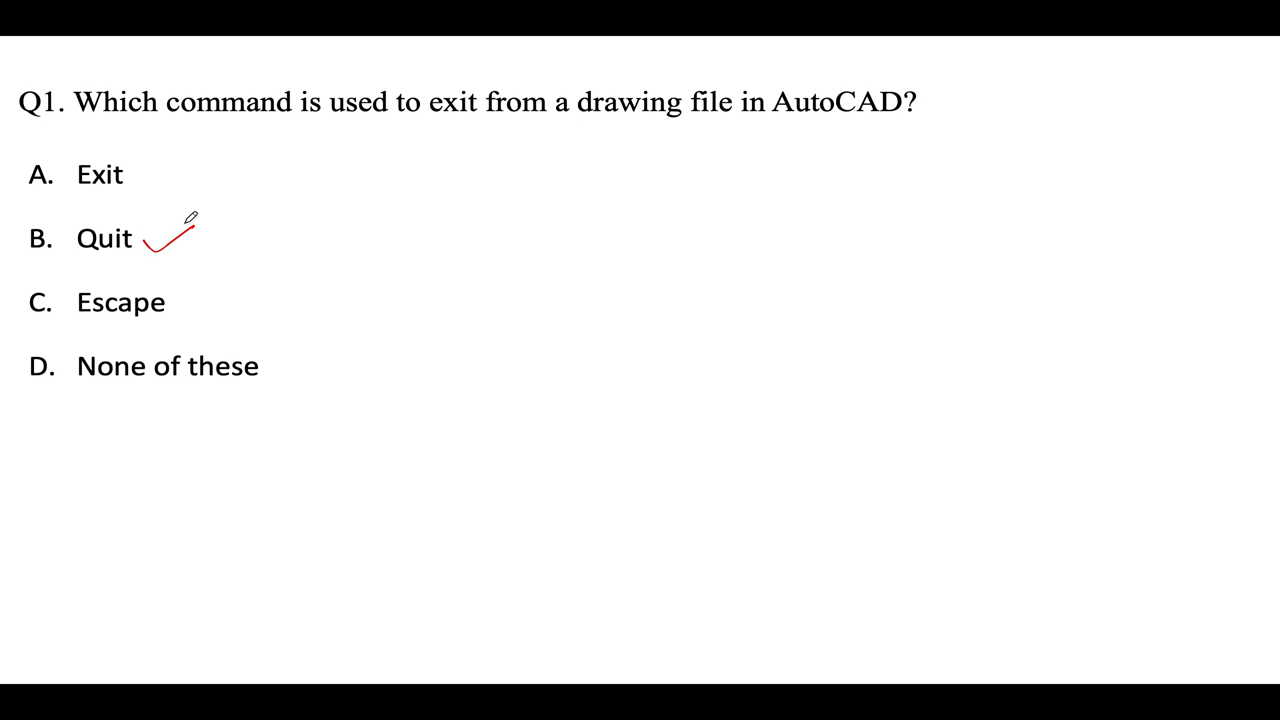 Q1. Which command is used to exit from a drawing file in AutoCAD?
A. Exit
B. Quit
C. Escape
D. None of these